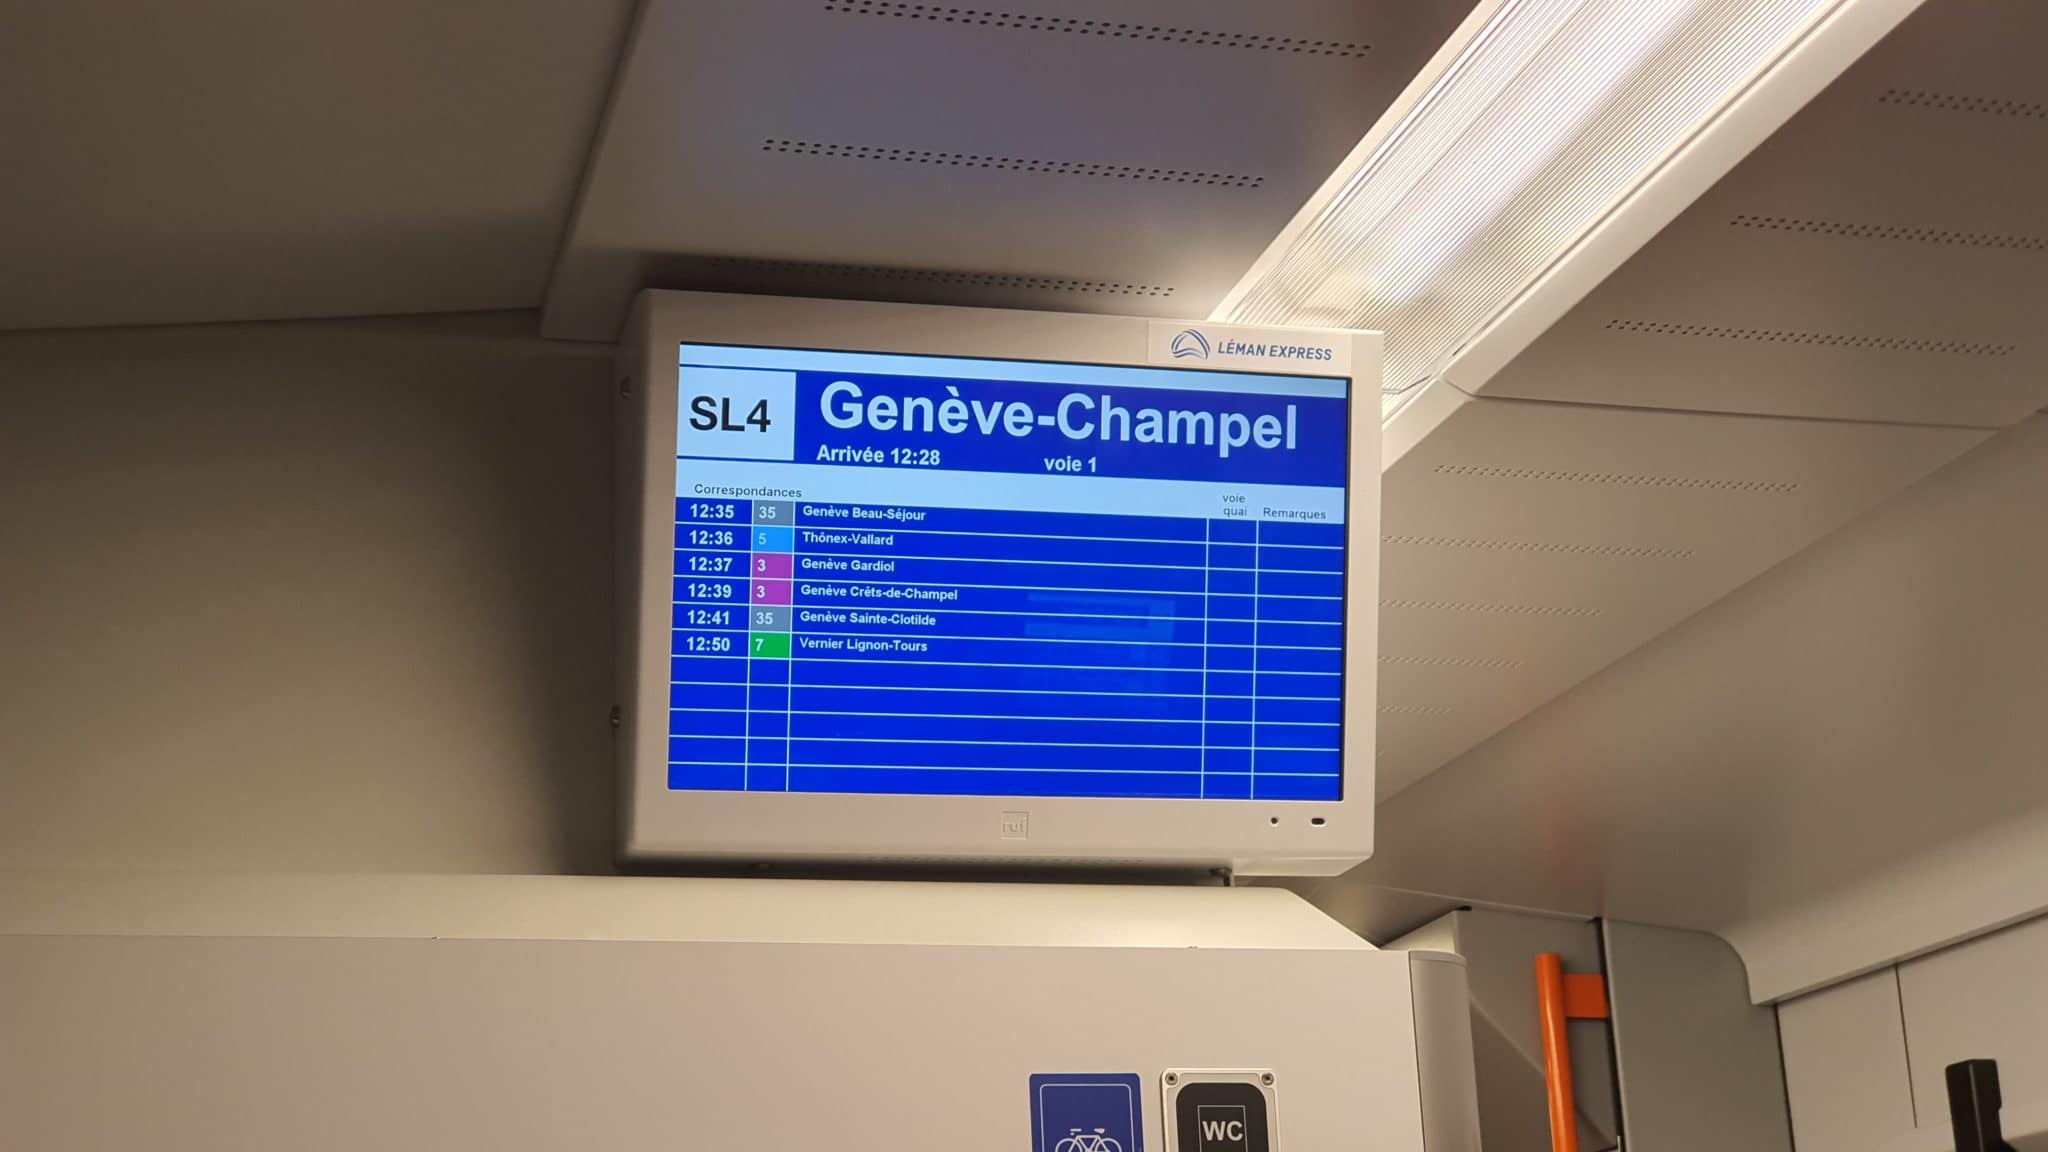 LÉMAN EXPRESS
SL4 Genève-Champel
Arrivée 12:28 voie 1
Correspondances voie quai Remarques
12:35 35 Genève Beau-Séjour
12:36 5 Thônex-Vallard
12:37 3 Genève Gardiol
12:39 3 Genève Crêts-de-Champel
12:41 35 Genève Sainte-Clotilde
12:50 7 Vernier Lignon-Tours
ruf
WC